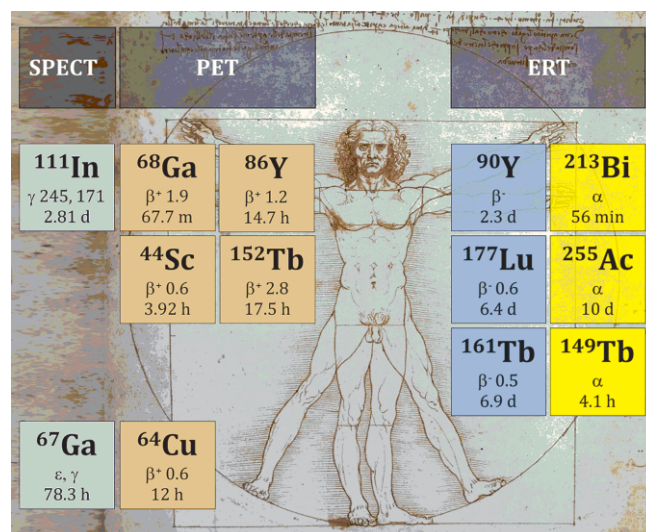 SPECT
PET
ERT
¹¹¹In
γ 245, 171
2.81 d
⁶⁸Ga
β⁺ 1.9
67.7 m
⁸⁶Y
β⁺ 1.2
14.7 h
⁹⁰Y
β⁻
2.3 d
²¹³Bi
α
56 min
⁴⁴Sc
β⁺ 0.6
3.92 h
¹⁵²Tb
β⁺ 2.8
17.5 h
¹⁷⁷Lu
β⁻ 0.6
6.4 d
²⁵⁵Ac
α
10 d
¹⁶¹Tb
β⁻ 0.5
6.9 d
¹⁴⁹Tb
α
4.1 h
⁶⁷Ga
ε, γ
78.3 h
⁶⁴Cu
β⁺ 0.6
12 h